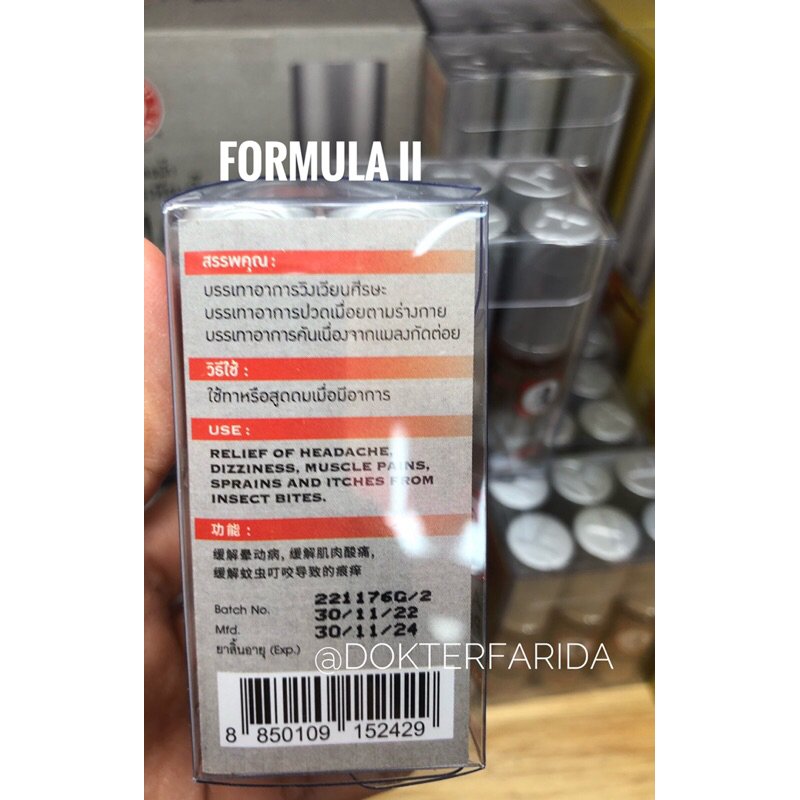 FORMULA II
สรรพคุณ :
บรรเทาอาการวิงเวียนศีรษะ
บรรเทาอาการปวดเมื่อยตามร่างกาย
บรรเทาอาการคันเนื่องจากแมลงกัดต่อย
วิธีใช้ :
ใช้ทาหรือสูดดมเมื่อมีอาการ
USE :
RELIEF OF HEADACHE,
DIZZINESS, MUSCLE PAINS,
SPRAINS AND ITCHES FROM
INSECT BITES.
功能 :
缓解晕动病, 缓解肌肉酸痛,
缓解蚊虫叮咬导致的痕痒
Batch No. 221176G/2
Mfd. 30/11/22
ยาสิ้นอายุ (Exp.) 30/11/24
@DOKTERFARIDA
8 850109 152429